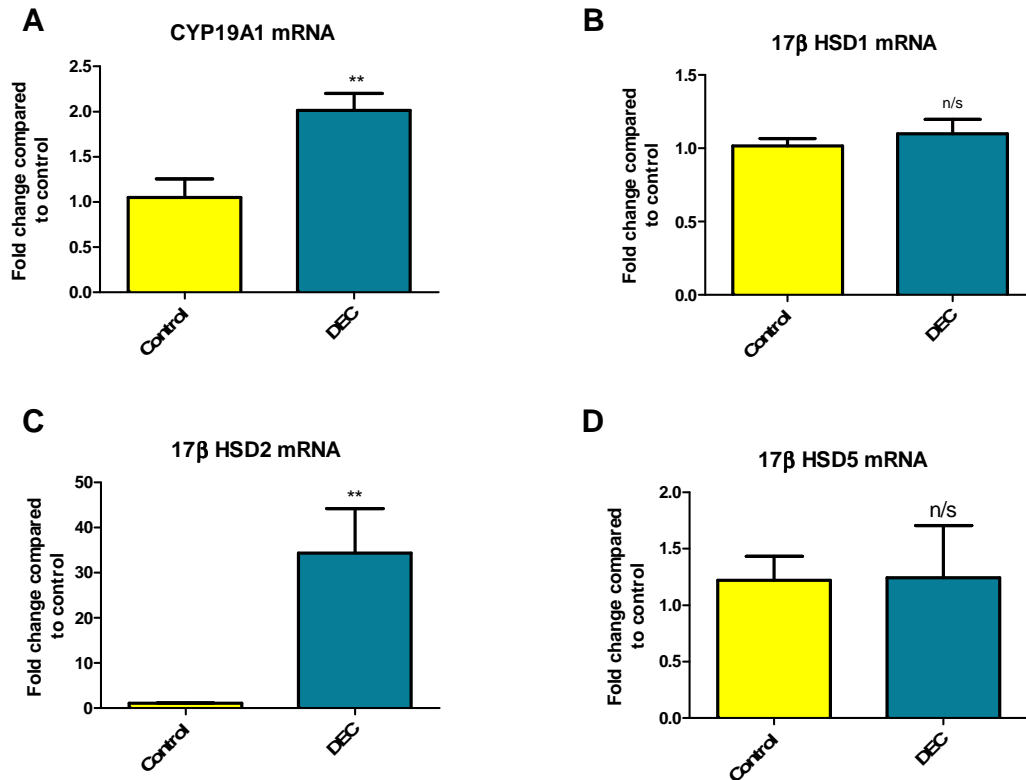 A
CYP19A1 mRNA
Fold change compared
to control
2.5
2.0
1.5
1.0
0.5
0.0
**
Control
DEC
B
17β HSD1 mRNA
Fold change compared
to control
1.5
1.0
0.5
0.0
n/s
Control
DEC
C
17β HSD2 mRNA
Fold change compared
to control
50
40
30
20
10
0
**
Control
DEC
D
17β HSD5 mRNA
Fold change compared
to control
2.0
1.5
1.0
0.5
0.0
n/s
Control
DEC